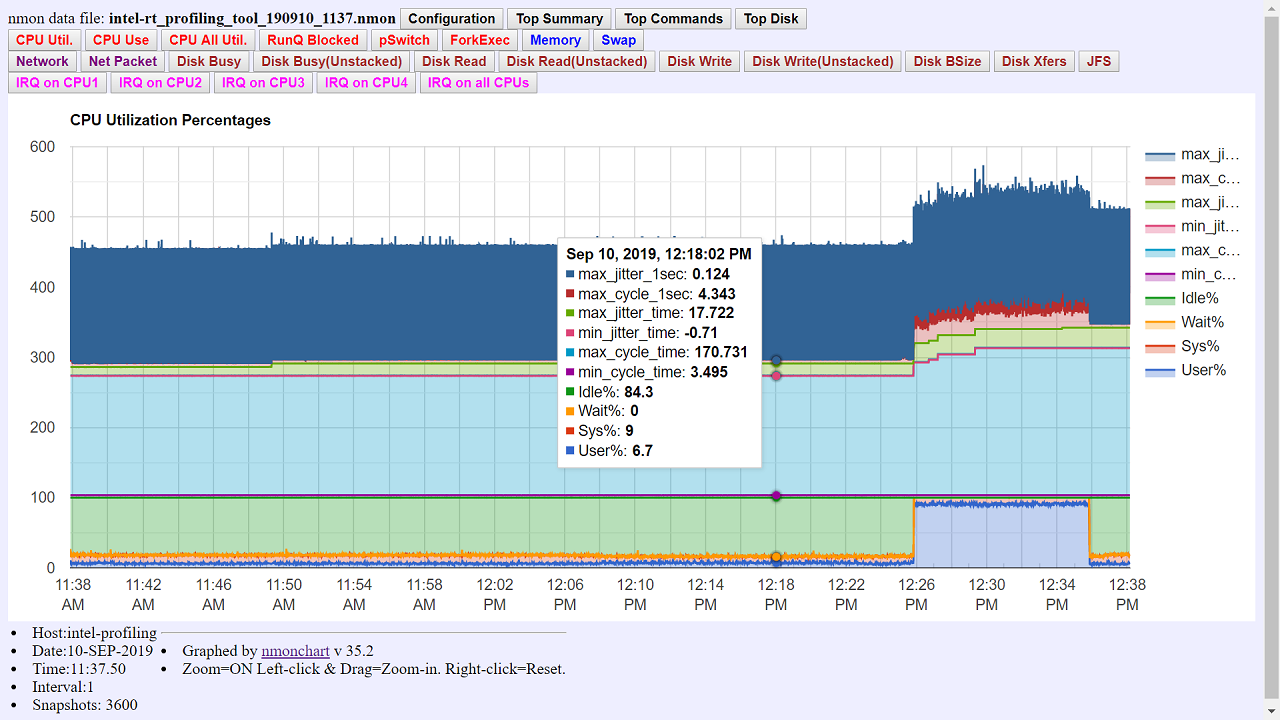 nmon data file: intel-rt_profiling_tool_190910_1137.nmon Configuration Top Summary Top Commands Top Disk
CPU Util. CPU Use CPU All Util. RunQ Blocked pSwitch ForkExec Memory Swap
Network Net Packet Disk Busy Disk Busy(Unstacked) Disk Read Disk Read(Unstacked) Disk Write Disk Write(Unstacked) Disk BSize Disk Xfers JFS
IRQ on CPU1 IRQ on CPU2 IRQ on CPU3 IRQ on CPU4 IRQ on all CPUs
CPU Utilization Percentages
600
500
400
300
200
100
0
Sep 10, 2019, 12:18:02 PM
max_jitter_1sec: 0.124
max_cycle_1sec: 4.343
max_jitter_time: 17.722
min_jitter_time: -0.71
max_cycle_time: 170.731
min_cycle_time: 3.495
Idle%: 84.3
Wait%: 0
Sys%: 9
User%: 6.7
max_ji...
max_c...
max_ji...
min_jit...
max_c...
min_c...
Idle%
Wait%
Sys%
User%
11:38 11:42 11:46 11:50 11:54 11:58 12:02 12:06 12:10 12:14 12:18 12:22 12:26 12:30 12:34 12:38
AM AM AM AM AM AM PM PM PM PM PM PM PM PM PM PM
• Host:intel-profiling
• Date:10-SEP-2019
• Time:11:37.50
• Interval:1
• Snapshots: 3600
• Graphed by nmonchart v 35.2
• Zoom=ON Left-click & Drag=Zoom-in. Right-click=Reset.